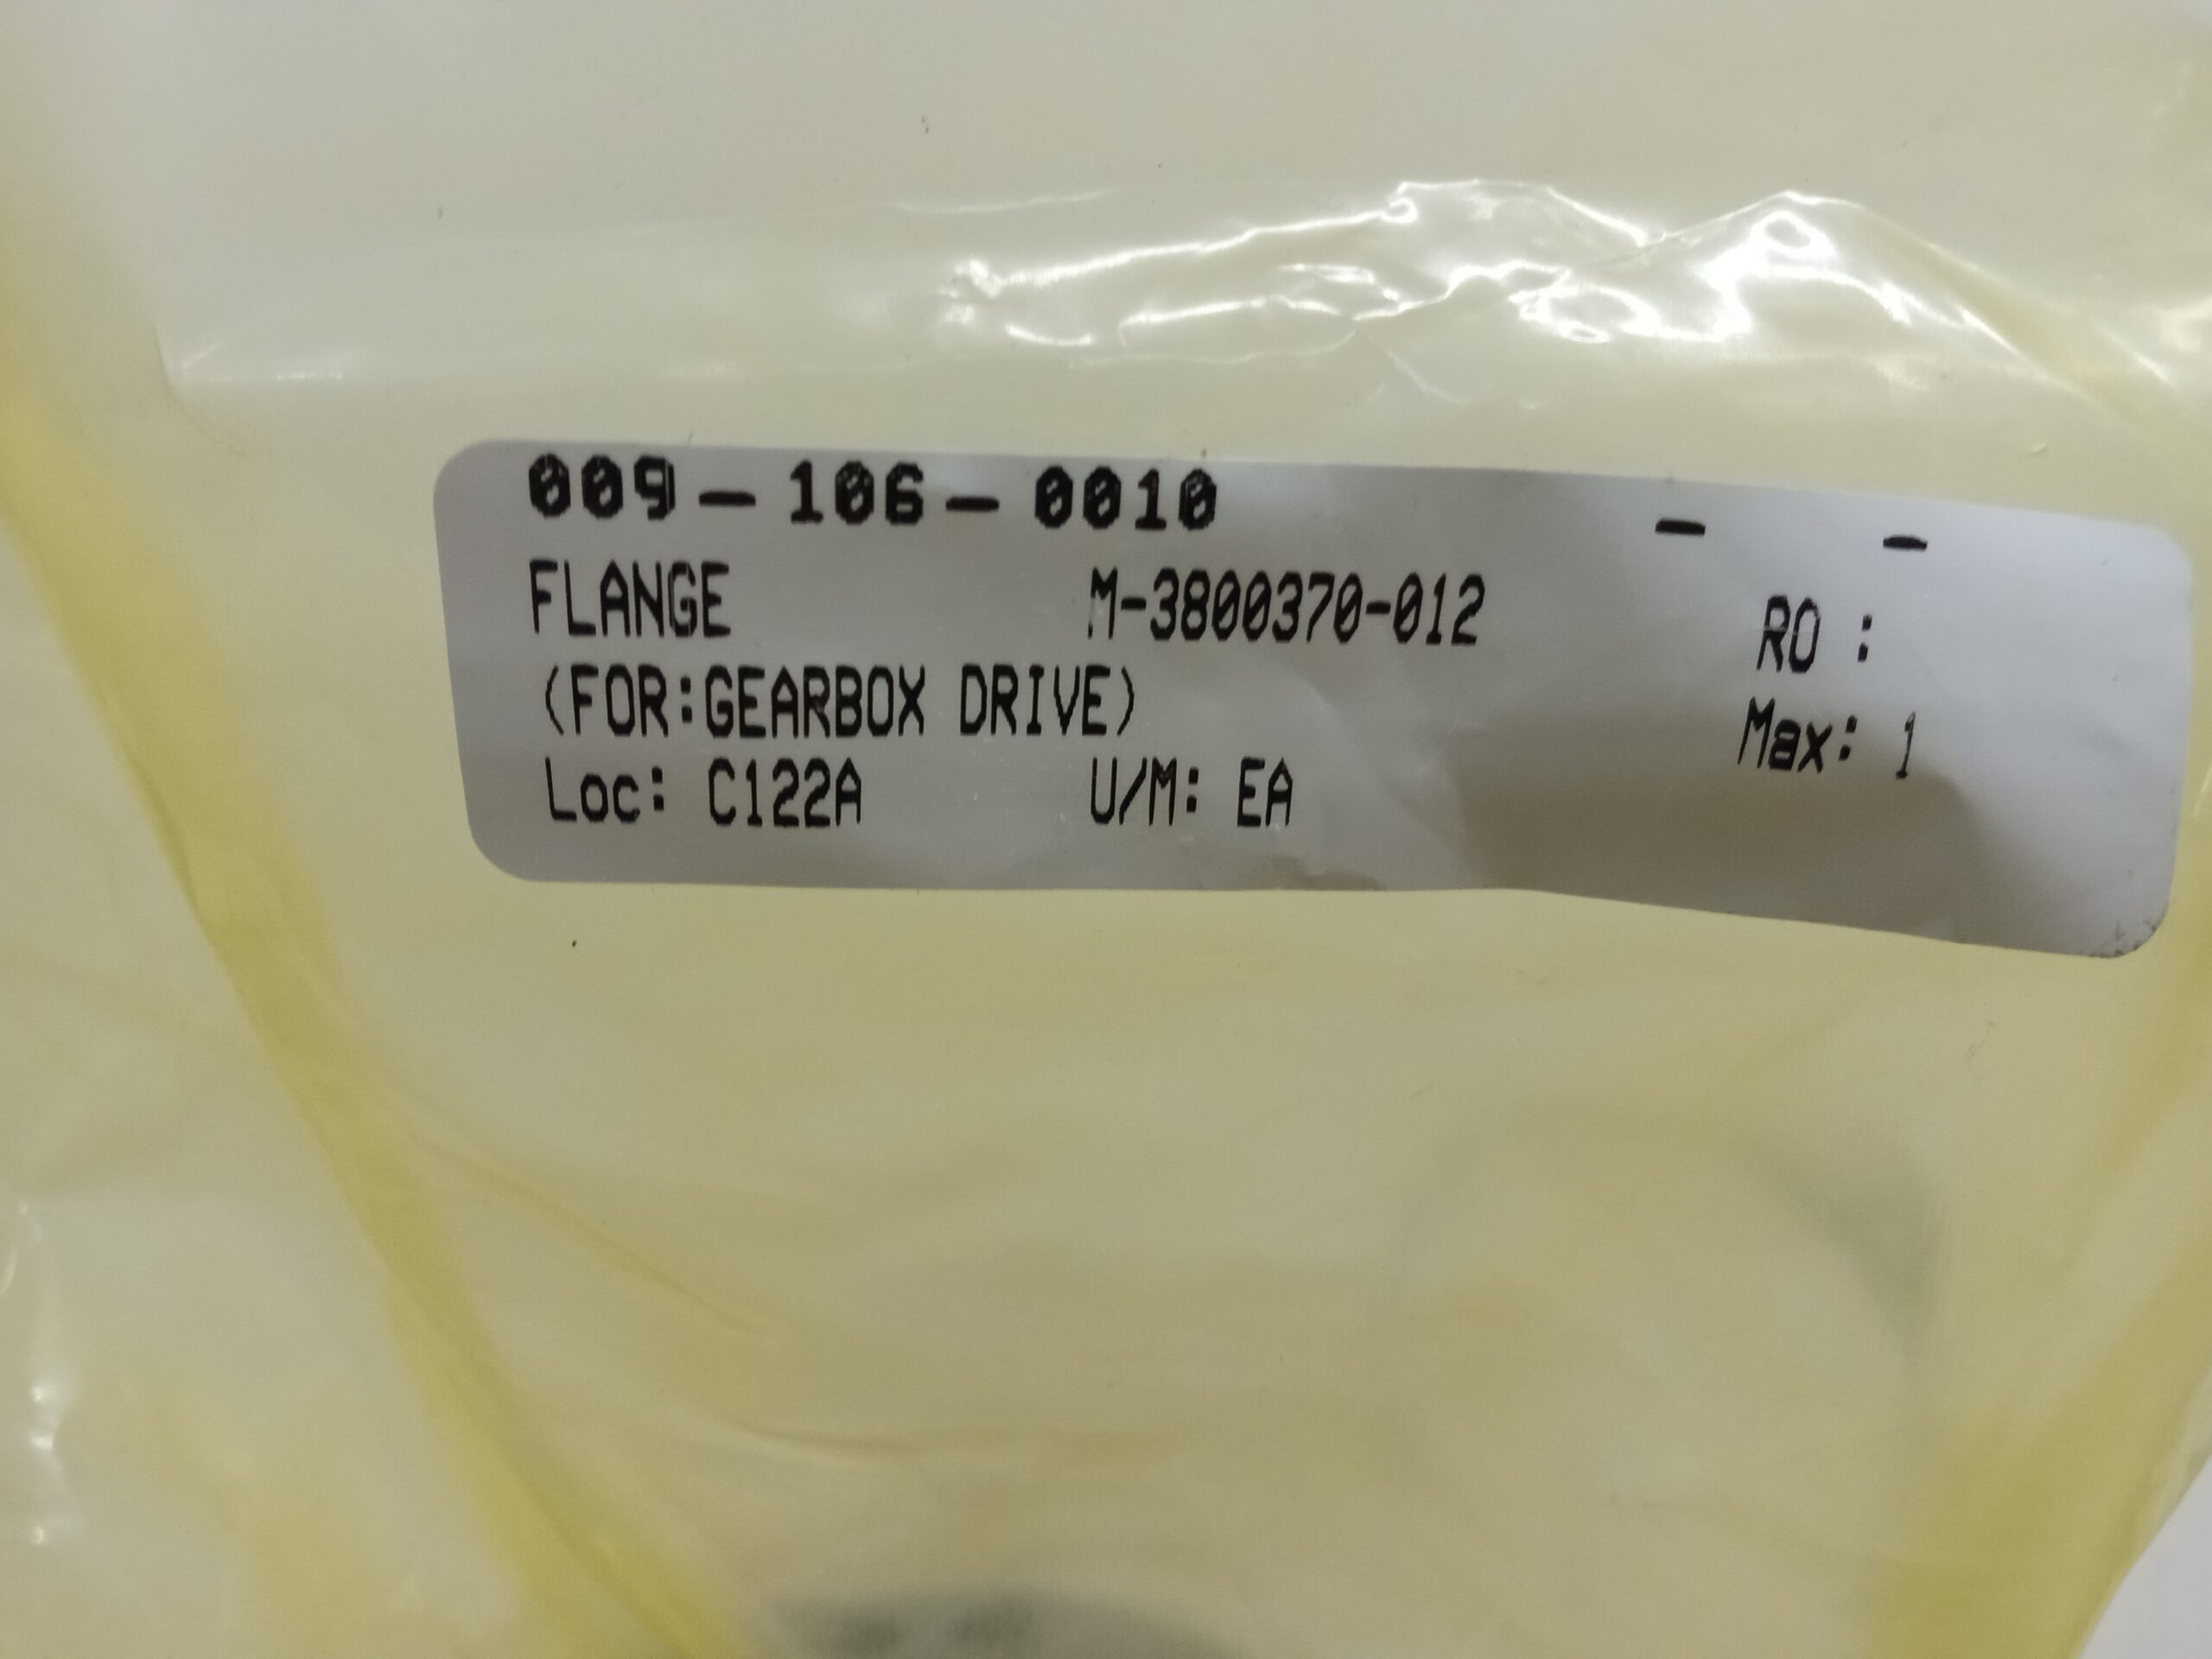 009-106-0010 - -
FLANGE M-3800370-012 RO :
(FOR:GEARBOX DRIVE) Max: 1
Loc: C122A U/M: EA